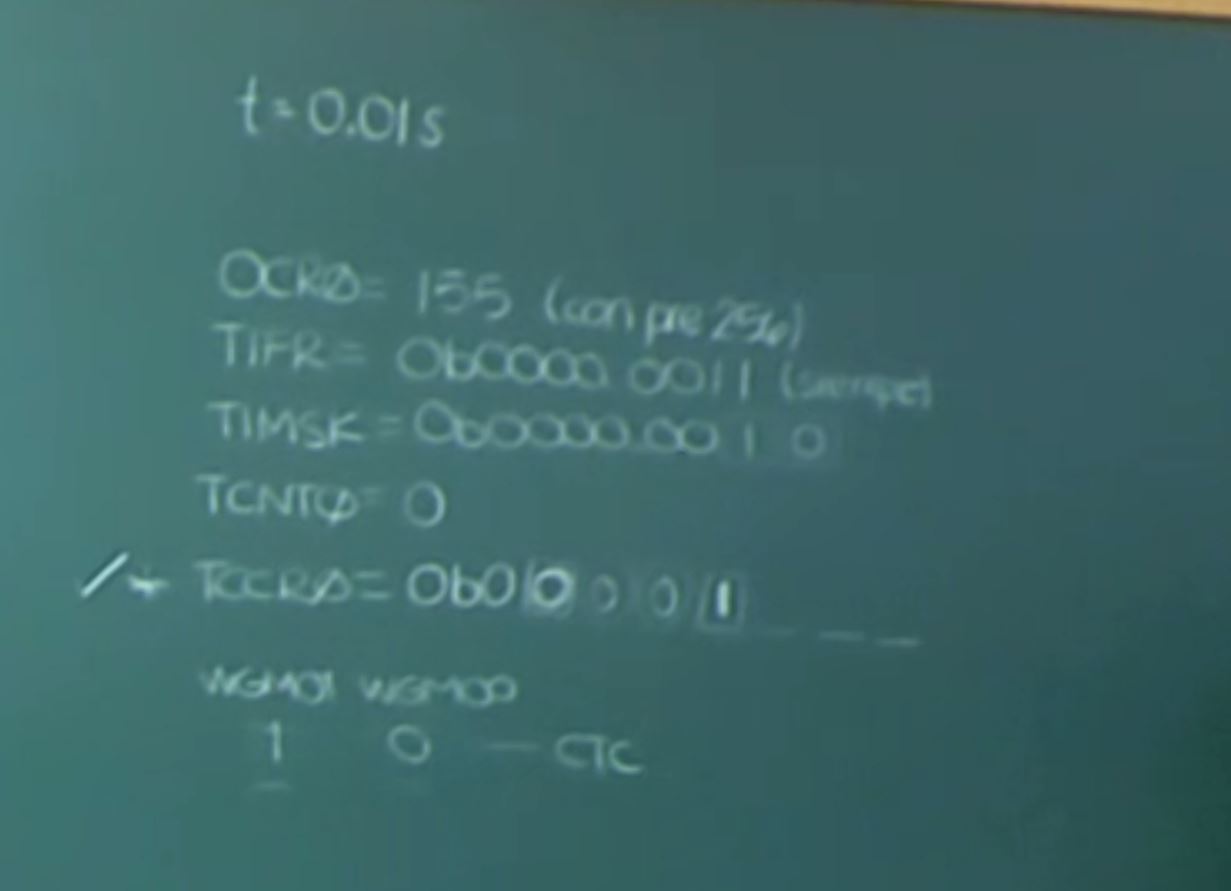 t=0.01s
OCRØ= 155 (con pre 256)
TIFR= 0b0000 0011 (siempre)
TIMSK=0b0000.0010
TCNTØ= 0
TCCRØ=0b00001_ _ _
WGM01 WGM00
1 0 — CTC